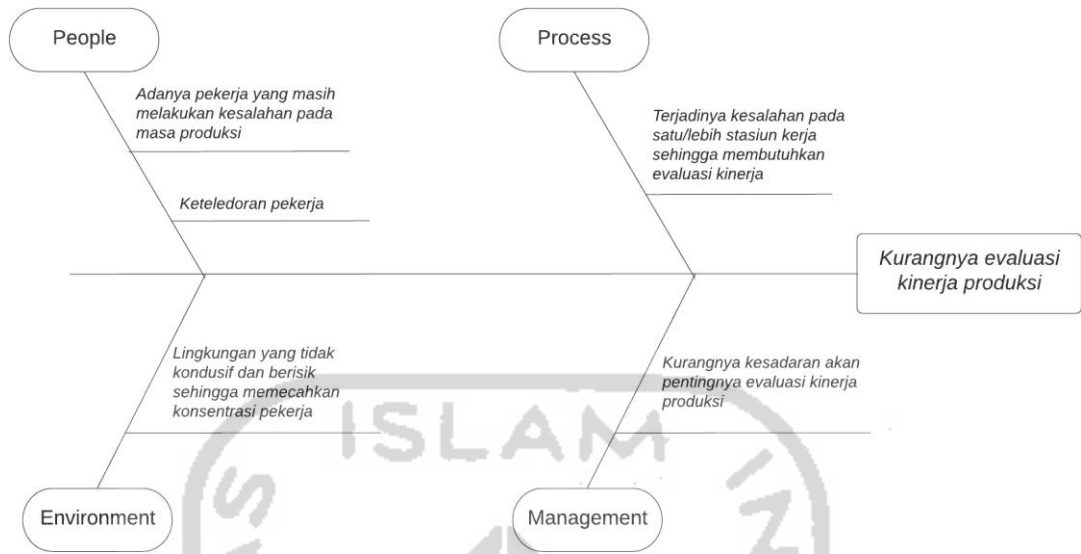 People
Process
Adanya pekerja yang masih
melakukan kesalahan pada
masa produksi
Terjadinya kesalahan pada
satu/lebih stasiun kerja
sehingga membutuhkan
evaluasi kinerja
Keteledoran pekerja
Kurangnya evaluasi
kinerja produksi
Lingkungan yang tidak
kondusif dan berisik
sehingga memecahkan
konsentrasi pekerja
Kurangnya kesadaran akan
pentingnya evaluasi kinerja
produksi
ISLAM
Environment
Management